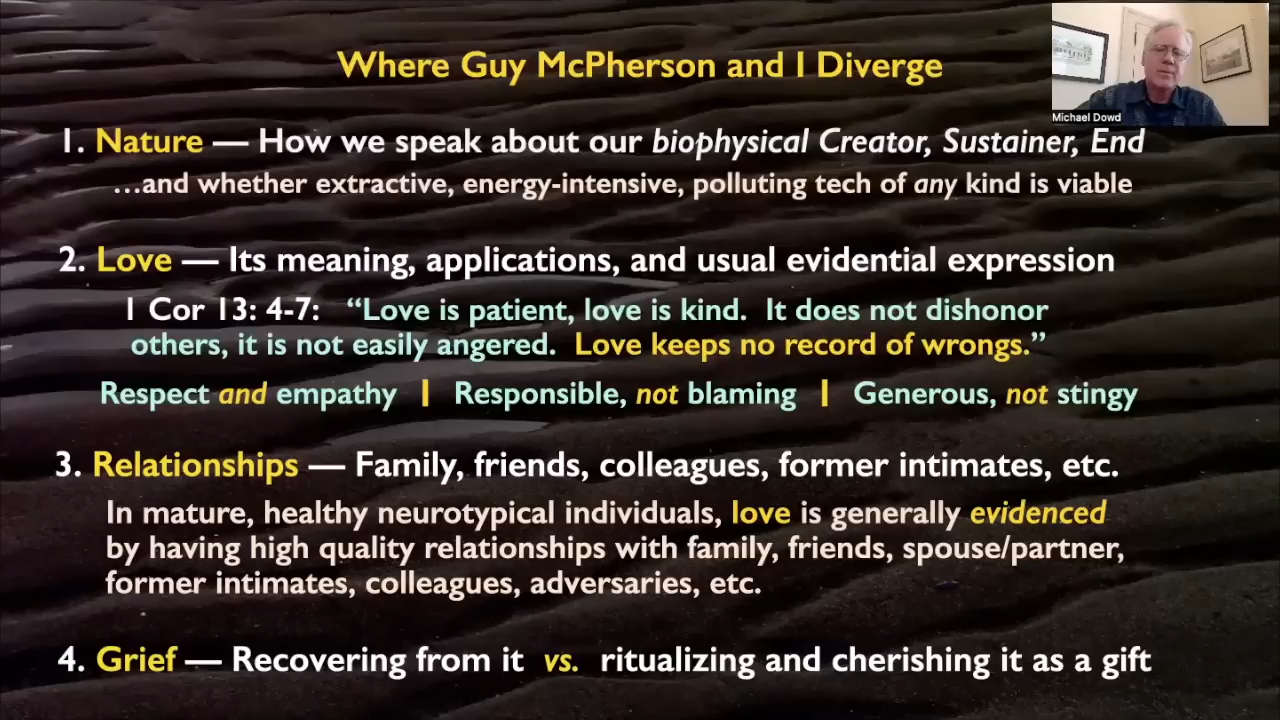 Where Guy McPherson and I Diverge
Michael Dowd
1. Nature — How we speak about our biophysical Creator, Sustainer, End
…and whether extractive, energy-intensive, polluting tech of any kind is viable
2. Love — Its meaning, applications, and usual evidential expression
1 Cor 13: 4-7: “Love is patient, love is kind. It does not dishonor
others, it is not easily angered. Love keeps no record of wrongs.”
Respect and empathy | Responsible, not blaming | Generous, not stingy
3. Relationships — Family, friends, colleagues, former intimates, etc.
In mature, healthy neurotypical individuals, love is generally evidenced
by having high quality relationships with family, friends, spouse/partner,
former intimates, colleagues, adversaries, etc.
4. Grief — Recovering from it vs. ritualizing and cherishing it as a gift